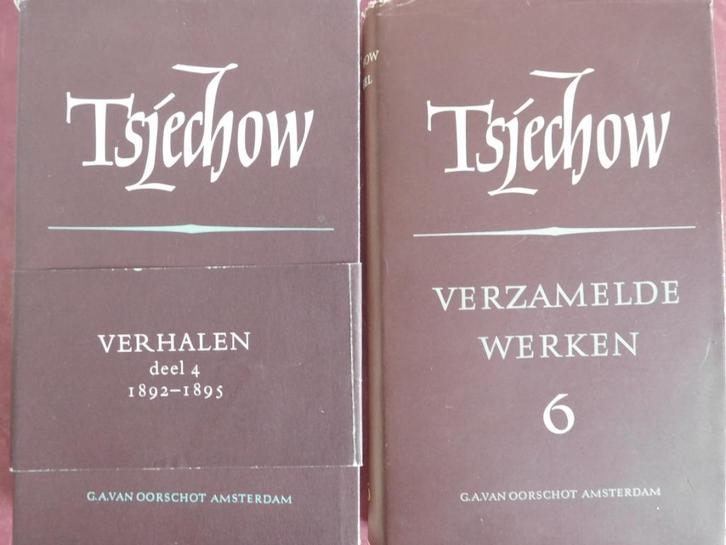 Tsjechow
VERHALEN
deel 4
1892–1895
G.A.VAN OORSCHOT AMSTERDAM
Tsjechow
VERZAMELDE
WERKEN
6
G.A.VAN OORSCHOT AMSTERDAM